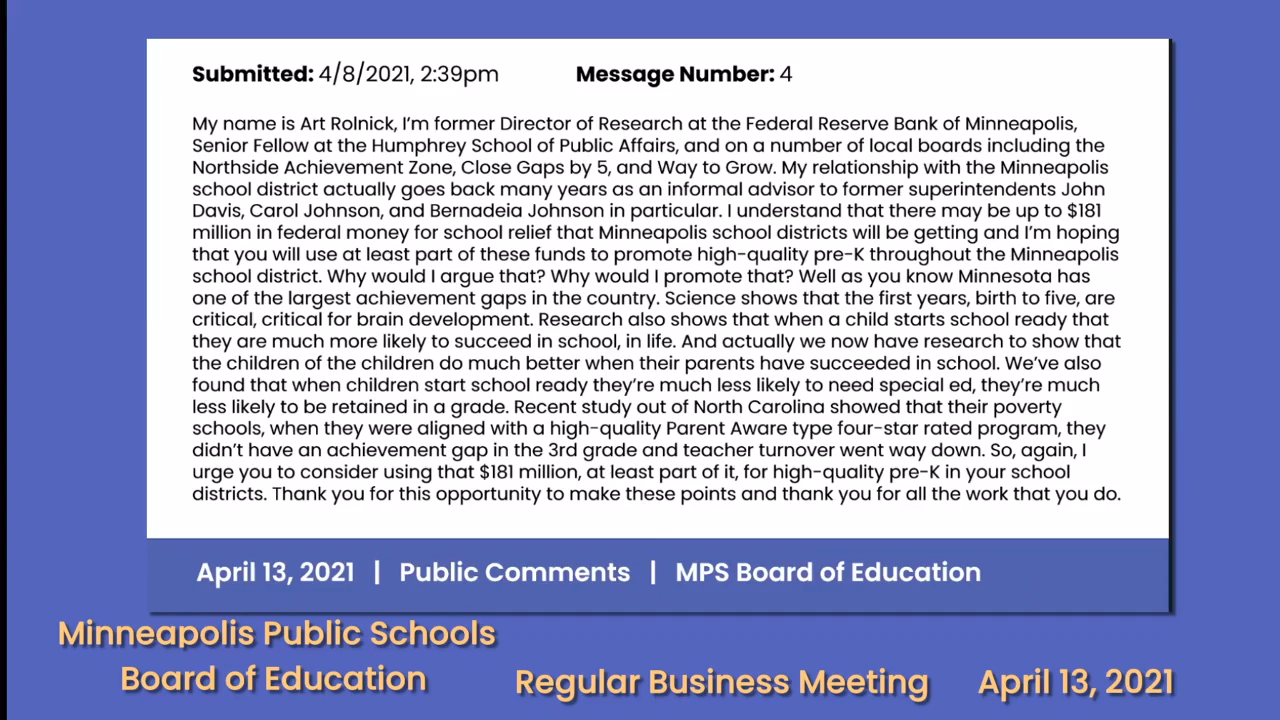 Submitted: 4/8/2021, 2:39pm Message Number: 4
My name is Art Rolnick, I'm former Director of Research at the Federal Reserve Bank of Minneapolis,
Senior Fellow at the Humphrey School of Public Affairs, and on a number of local boards including the
Northside Achievement Zone, Close Gaps by 5, and Way to Grow. My relationship with the Minneapolis
school district actually goes back many years as an informal advisor to former superintendents John
Davis, Carol Johnson, and Bernadeia Johnson in particular. I understand that there may be up to $181
million in federal money for school relief that Minneapolis school districts will be getting and I'm hoping
that you will use at least part of these funds to promote high-quality pre-K throughout the Minneapolis
school district. Why would I argue that? Why would I promote that? Well as you know Minnesota has
one of the largest achievement gaps in the country. Science shows that the first years, birth to five, are
critical, critical for brain development. Research also shows that when a child starts school ready that
they are much more likely to succeed in school, in life. And actually we now have research to show that
the children of the children do much better when their parents have succeeded in school. We've also
found that when children start school ready they're much less likely to need special ed, they're much
less likely to be retained in a grade. Recent study out of North Carolina showed that their poverty
schools, when they were aligned with a high-quality Parent Aware type four-star rated program, they
didn't have an achievement gap in the 3rd grade and teacher turnover went way down. So, again, I
urge you to consider using that $181 million, at least part of it, for high-quality pre-K in your school
districts. Thank you for this opportunity to make these points and thank you for all the work that you do.
April 13, 2021 | Public Comments | MPS Board of Education
Minneapolis Public Schools
Board of Education
Regular Business Meeting April 13, 2021